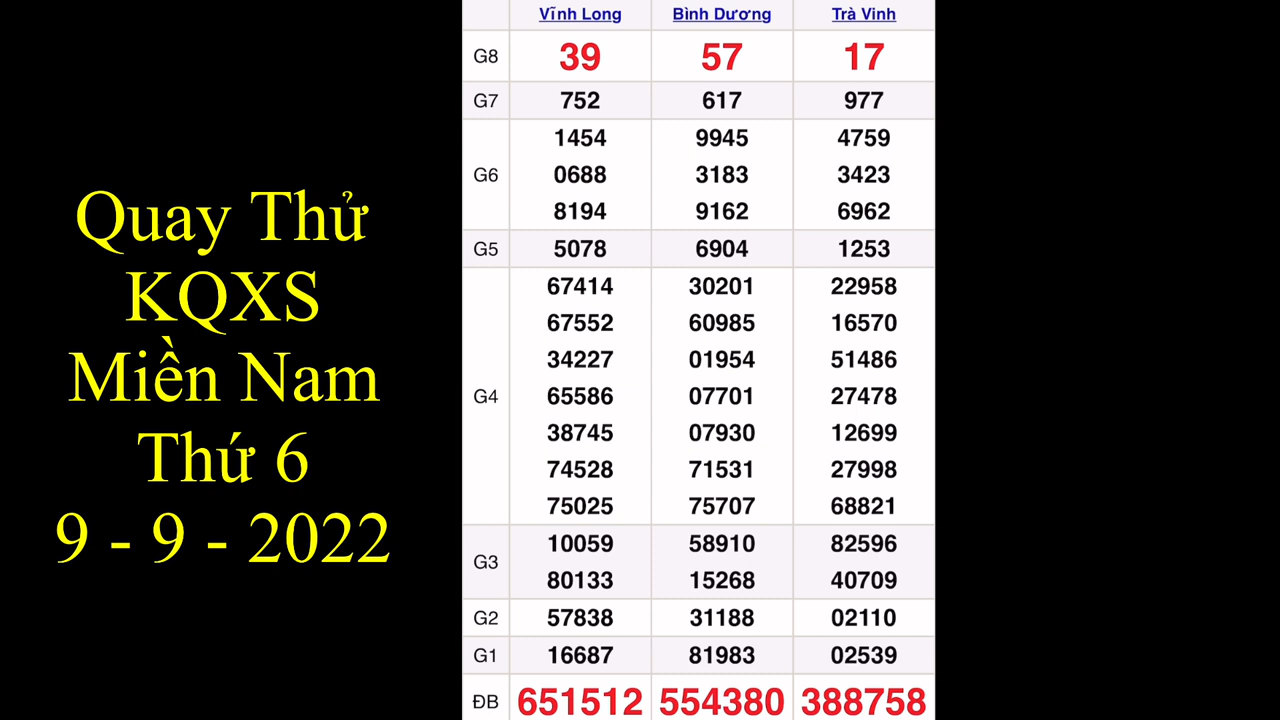 Quay Thử
KQXS
Miền Nam
Thứ 6
9 - 9 - 2022
Vĩnh Long Bình Dương Trà Vinh
G8 39 57 17
G7 752 617 977
1454 9945 4759
G6 0688 3183 3423
8194 9162 6962
G5 5078 6904 1253
67414 30201 22958
67552 60985 16570
34227 01954 51486
G4 65586 07701 27478
38745 07930 12699
74528 71531 27998
75025 75707 68821
G3 10059 58910 82596
80133 15268 40709
G2 57838 31188 02110
G1 16687 81983 02539
ĐB 651512 554380 388758